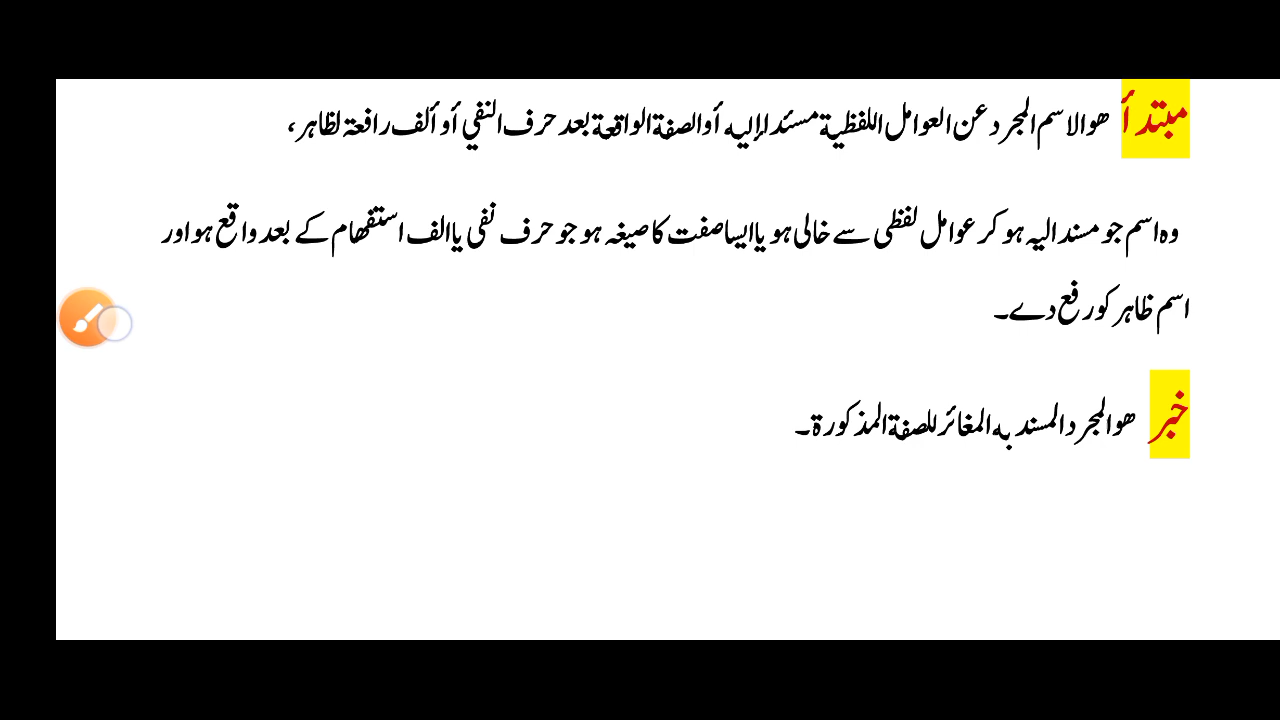 مبتدأ هو الاسم المجرد عن العوامل اللفظية مسندا إليه أو الصفة الواقعة بعد حرف النفي أو ألف رافعة لظاهر،
وہ اسم جو مسند الیہ ہو کر عوامل لفظی سے خالی ہو یا ایسا صفت کا صیغہ ہو جو حرف نفی یا الف استفھام کے بعد واقع ہو اور
اسم ظاہر کو رفع دے۔
خبر هو المجرد المسند به المغائر للصفة المذكورة۔